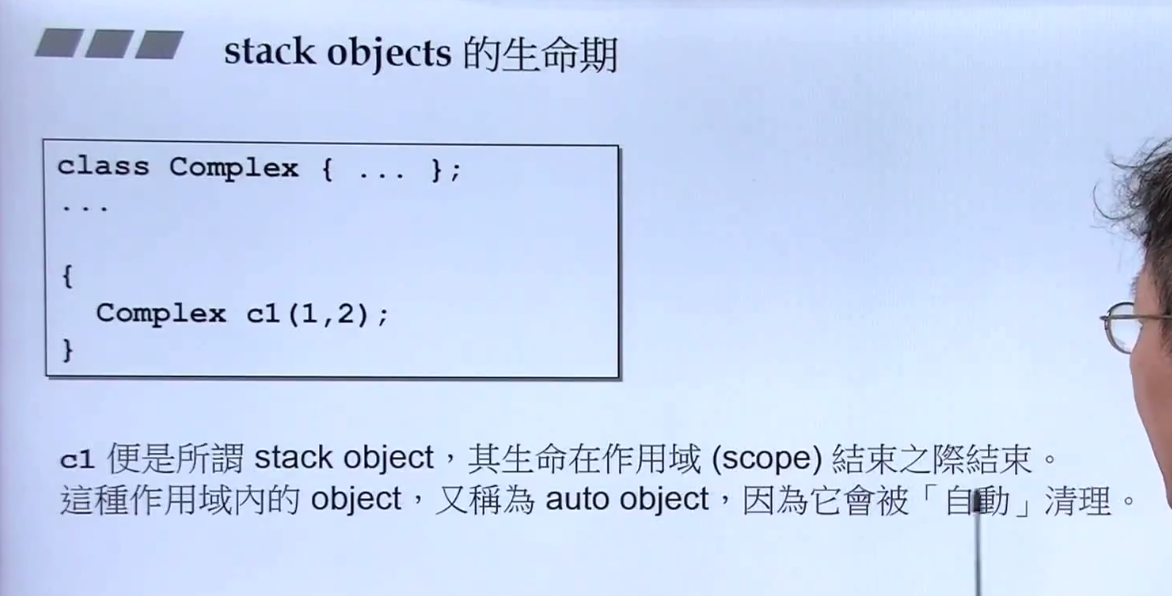 stack objects 的生命期
class Complex { ... };
...
{
Complex c1(1,2);
}
c1 便是所謂 stack object，其生命在作用域 (scope) 結束之際結束。
這種作用域內的 object，又稱為 auto object，因為它會被「自動」清理。